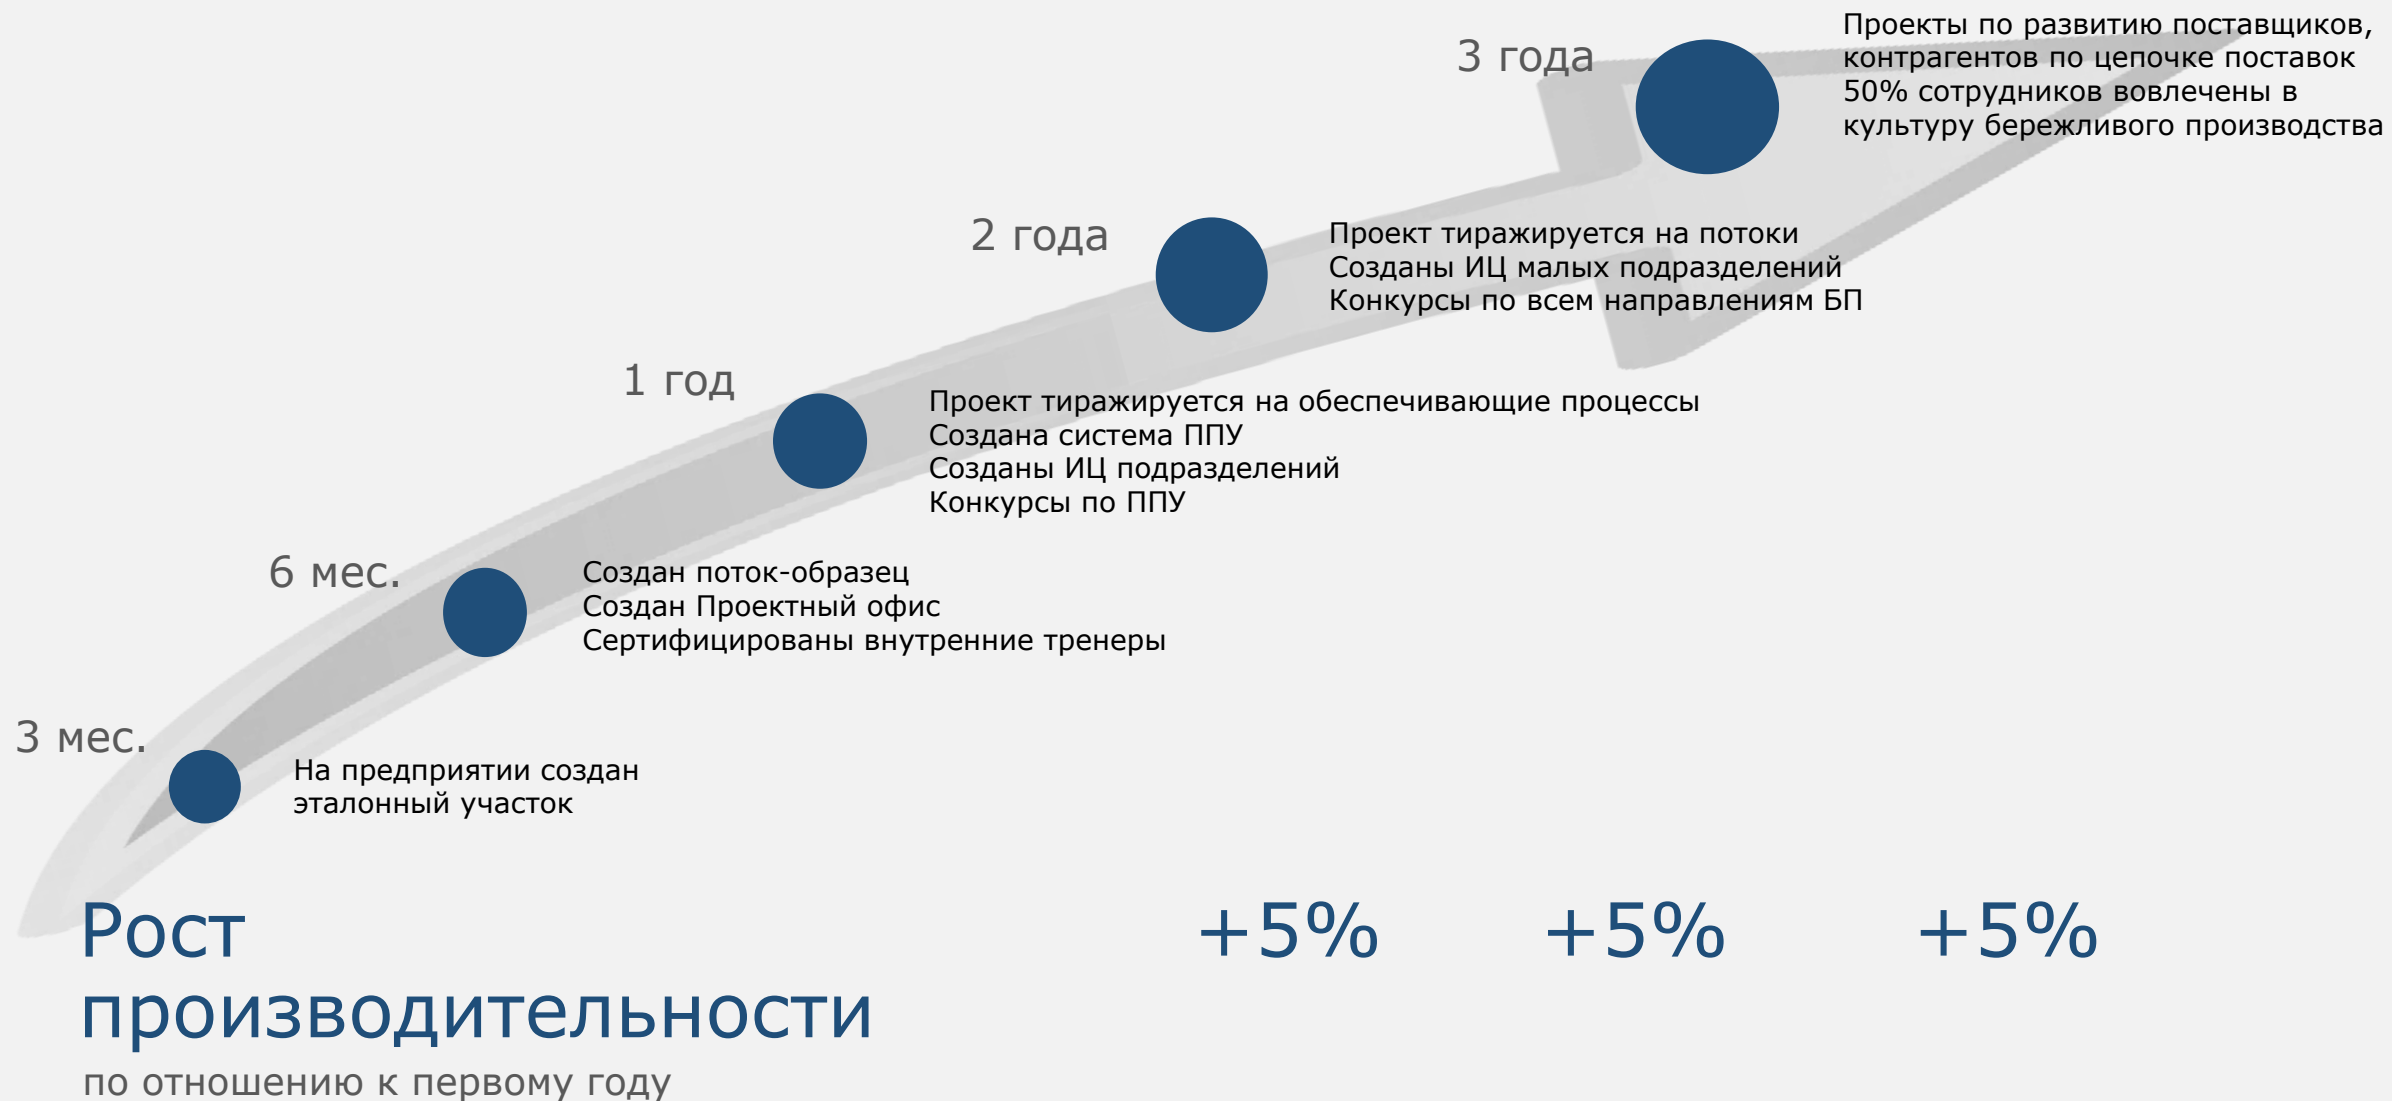 3 года
Проекты по развитию поставщиков,
контрагентов по цепочке поставок
50% сотрудников вовлечены в
культуру бережливого производства
2 года
Проект тиражируется на потоки
Созданы ИЦ малых подразделений
Конкурсы по всем направлениям БП
1 год
Проект тиражируется на обеспечивающие процессы
Создана система ППУ
Созданы ИЦ подразделений
Конкурсы по ППУ
6 мес.
Создан поток-образец
Создан Проектный офис
Сертифицированы внутренние тренеры
3 мес.
На предприятии создан
эталонный участок
Рост
производительности
по отношению к первому году
+5%
+5%
+5%